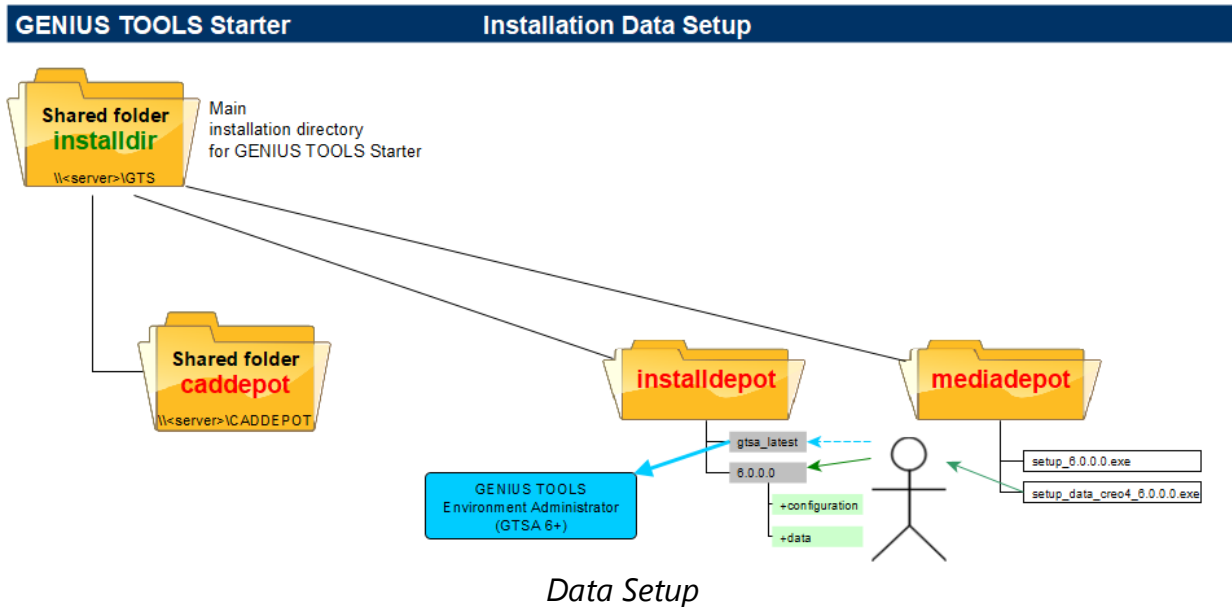 GENIUS TOOLS Starter Installation Data Setup
Shared folder
installdir
\\<server>\GTS
Main
installation directory
for GENIUS TOOLS Starter
Shared folder
caddepot
\\<server>\CADDEPOT
installdepot
mediadepot
gtsa_latest
6.0.0.0
+configuration
+data
setup_6.0.0.0.exe
setup_data_creo4_6.0.0.0.exe
GENIUS TOOLS
Environment Administrator
(GTSA 6+)
Data Setup